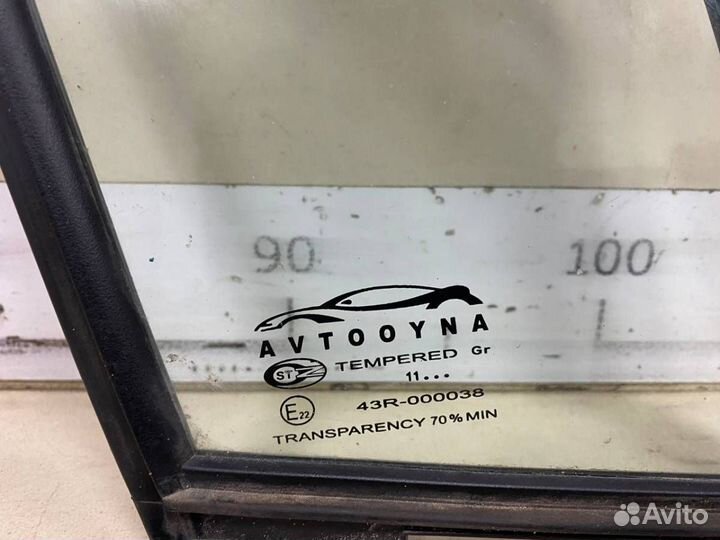 90
100
AVTOOYNA
ST TEMPERED Gr
11...
E22 43R-000038
TRANSPARENCY 70% MIN
Avito